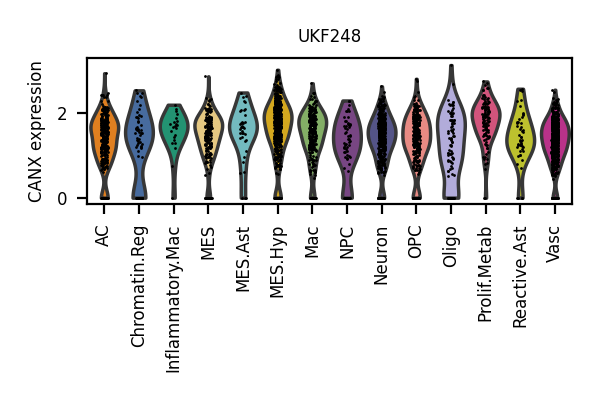 UKF248
CANX expression
2
0
AC
Chromatin.Reg
Inflammatory.Mac
MES
MES.Ast
MES.Hyp
Mac
NPC
Neuron
OPC
Oligo
Prolif.Metab
Reactive.Ast
Vasc